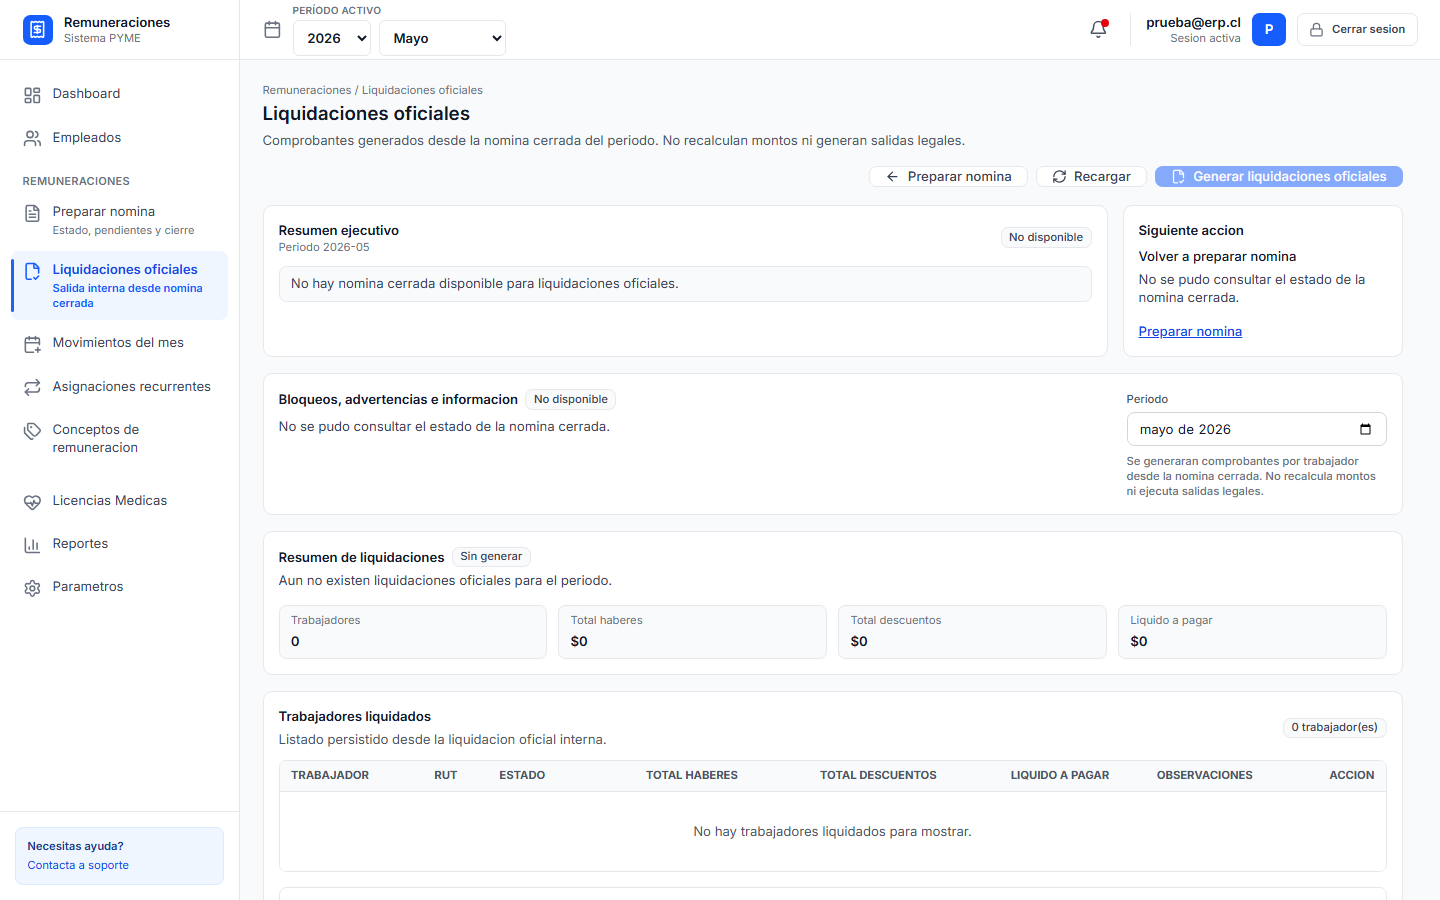 Remuneraciones
Sistema PYME
PERÍODO ACTIVO
2026
Mayo
prueba@erp.cl
Sesion activa
P
Cerrar sesion
Dashboard
Empleados
REMUNERACIONES
Preparar nomina
Estado, pendientes y cierre
Liquidaciones oficiales
Salida interna desde nomina
cerrada
Movimientos del mes
Asignaciones recurrentes
Conceptos de
remuneracion
Licencias Medicas
Reportes
Parametros
Necesitas ayuda?
Contacta a soporte
Remuneraciones / Liquidaciones oficiales
Liquidaciones oficiales
Comprobantes generados desde la nomina cerrada del periodo. No recalculan montos ni generan salidas legales.
Preparar nomina
Recargar
Generar liquidaciones oficiales
Resumen ejecutivo
Periodo 2026-05
No disponible
No hay nomina cerrada disponible para liquidaciones oficiales.
Siguiente accion
Volver a preparar nomina
No se pudo consultar el estado de la
nomina cerrada.
Preparar nomina
Bloqueos, advertencias e informacion
No disponible
No se pudo consultar el estado de la nomina cerrada.
Periodo
mayo de 2026
Se generaran comprobantes por trabajador
desde la nomina cerrada. No recalcula montos
ni ejecuta salidas legales.
Resumen de liquidaciones
Sin generar
Aun no existen liquidaciones oficiales para el periodo.
Trabajadores
0
Total haberes
$0
Total descuentos
$0
Liquido a pagar
$0
Trabajadores liquidados
Listado persistido desde la liquidacion oficial interna.
0 trabajador(es)
TRABAJADOR RUT ESTADO TOTAL HABERES TOTAL DESCUENTOS LIQUIDO A PAGAR OBSERVACIONES ACCION
No hay trabajadores liquidados para mostrar.